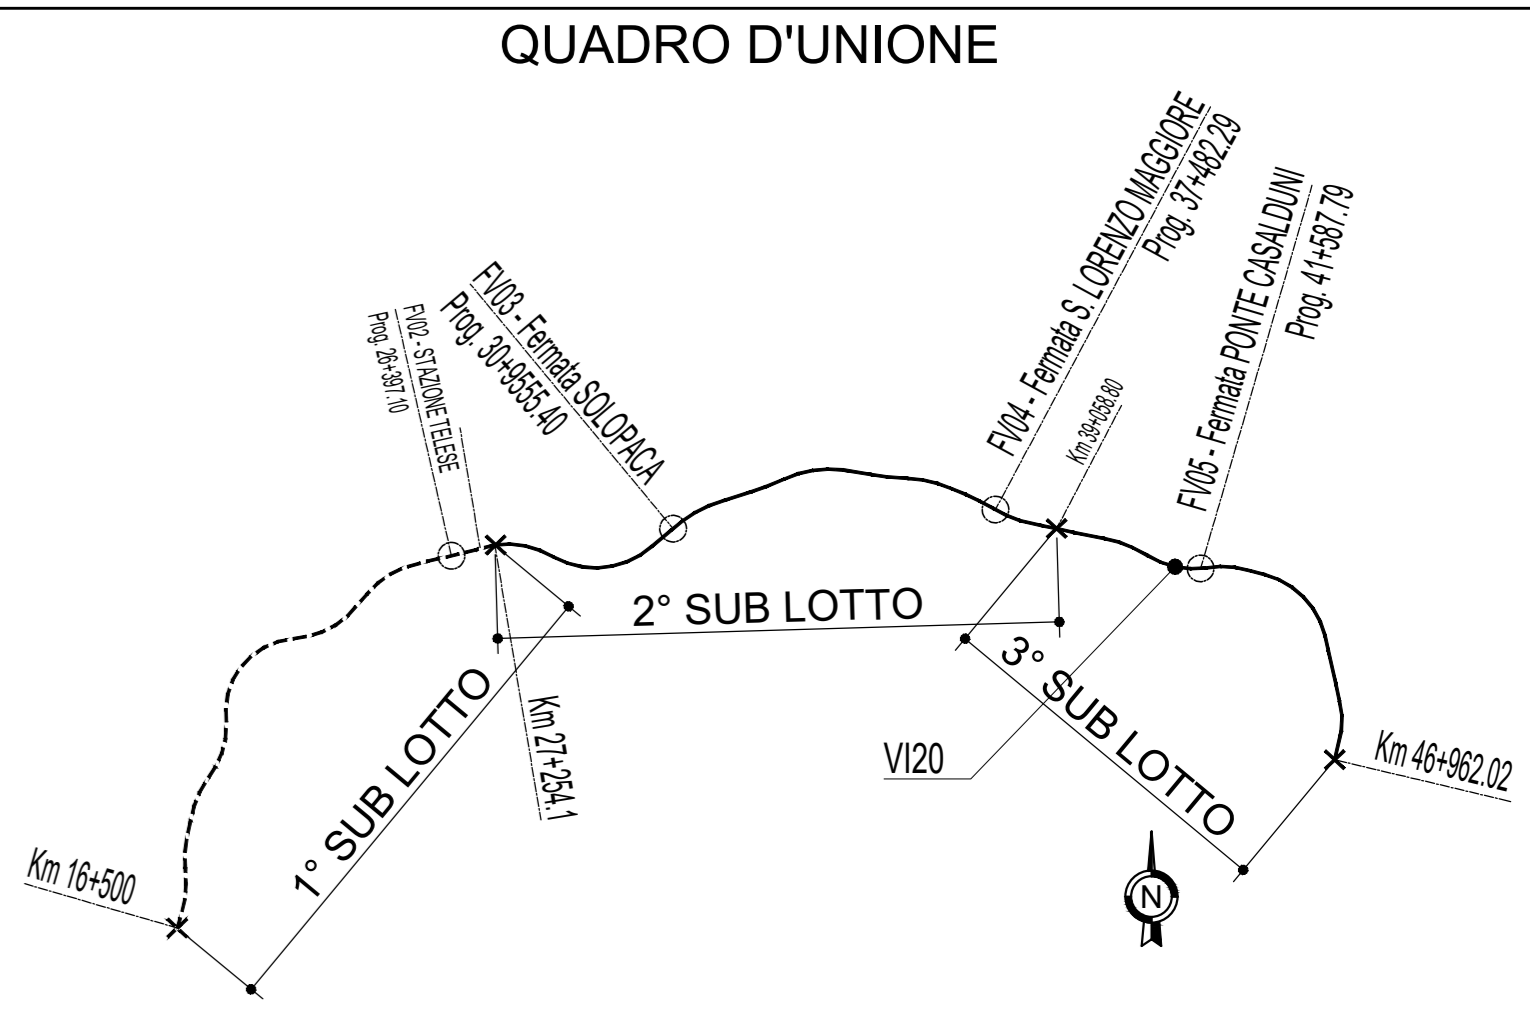 QUADRO D'UNIONE
FV02 - STAZIONE TELESE
Prog. 26+397.10
FV03 - Fermata SOLOPACA
Prog. 30+9555.40
FV04 - Fermata S. LORENZO MAGGIORE
Prog. 37+482.29
Km 39+058.80
FV05 - Fermata PONTE CASALDUNI
Prog. 41+587.79
1° SUB LOTTO
2° SUB LOTTO
3° SUB LOTTO
Km 16+500
Km 27+254.1
VI20
Km 46+962.02
N